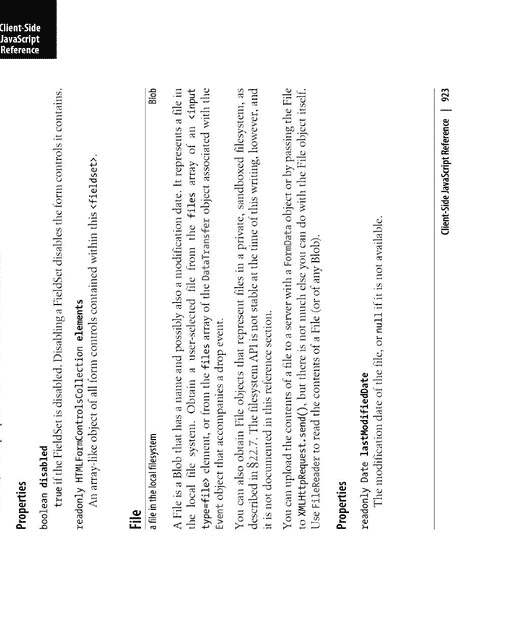 Client-Side
JavaScript
Reference
Properties
boolean disabled
true if the FieldSet is disabled. Disabling a FieldSet disables the form controls it contains.
readonly HTMLFormControlsCollection elements
An array-like object of all form controls contained within this <fieldset>.
File
a file in the local filesystem Blob
A File is a Blob that has a name and possibly also a modification date. It represents a file in
the local file system. Obtain a user-selected file from the files array of an <input
type=file> element, or from the files array of the DataTransfer object associated with the
Event object that accompanies a drop event.
You can also obtain File objects that represent files in a private, sandboxed filesystem, as
described in §22.7. The filesystem API is not stable at the time of this writing, however, and
it is not documented in this reference section.
You can upload the contents of a file to a server with a FormData object or by passing the File
to XMLHttpRequest.send(), but there is not much else you can do with the File object itself.
Use FileReader to read the contents of a File (or of any Blob).
Properties
readonly Date lastModifiedDate
The modification date of the file, or null if it is not available.
Client-Side JavaScript Reference | 923